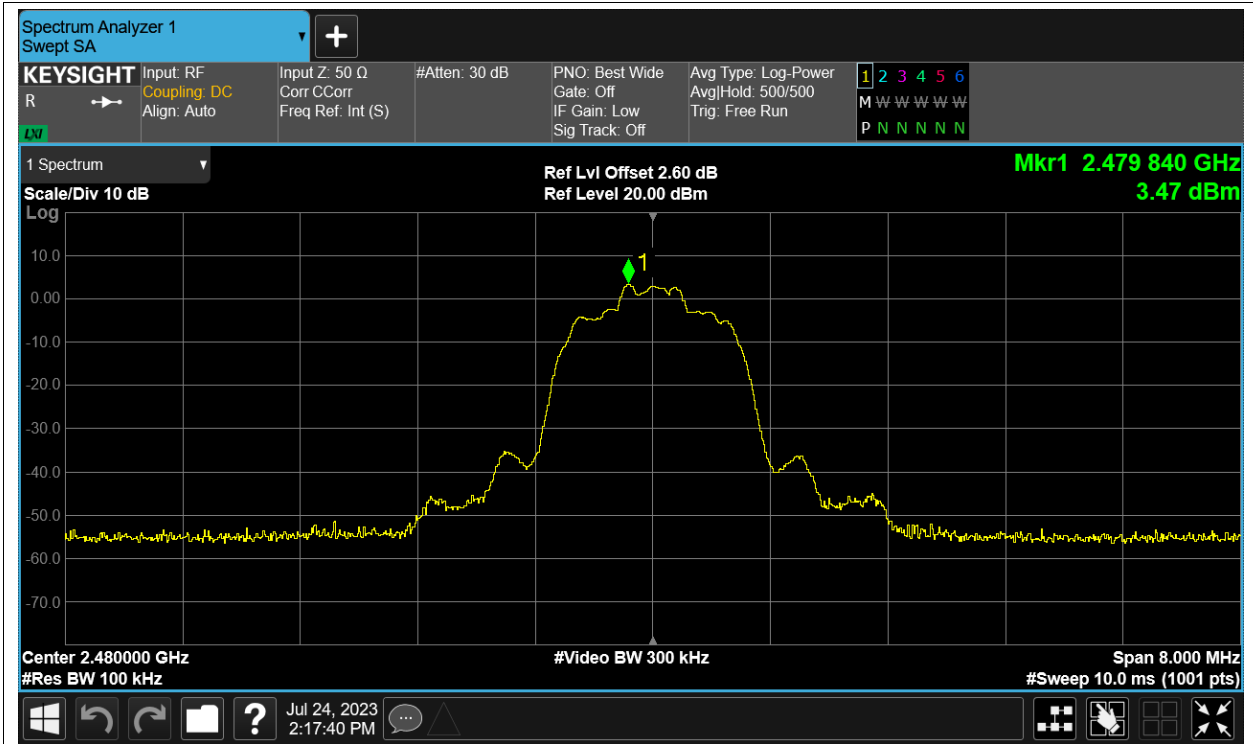 Spectrum Analyzer 1
Swept SA
+
KEYSIGHT
R
LXI
Input: RF
Coupling: DC
Align: Auto
Input Z: 50 Ω
Corr CCorr
Freq Ref: Int (S)
#Atten: 30 dB
PNO: Best Wide
Gate: Off
IF Gain: Low
Sig Track: Off
Avg Type: Log-Power
Avg|Hold: 500/500
Trig: Free Run
1 2 3 4 5 6
M W W W W W
P N N N N N
1 Spectrum
Scale/Div 10 dB
Log
Ref Lvl Offset 2.60 dB
Ref Level 20.00 dBm
Mkr1 2.479 840 GHz
3.47 dBm
1
10.0
0.00
-10.0
-20.0
-30.0
-40.0
-50.0
-60.0
-70.0
Center 2.480000 GHz
#Res BW 100 kHz
#Video BW 300 kHz
Span 8.000 MHz
#Sweep 10.0 ms (1001 pts)
?
Jul 24, 2023
2:17:40 PM